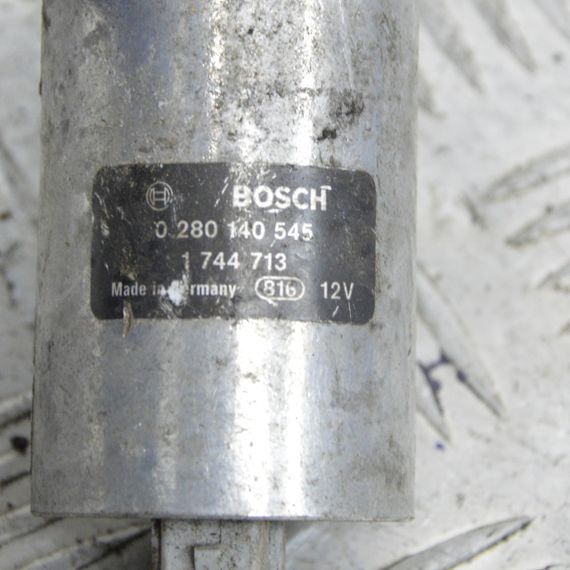 BOSCH
0 280 140 545
1 744 713
Made in Germany 816 12V